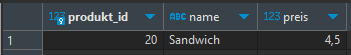 123 produkt_id ABC name 123 preis
1 20 Sandwich 4,5